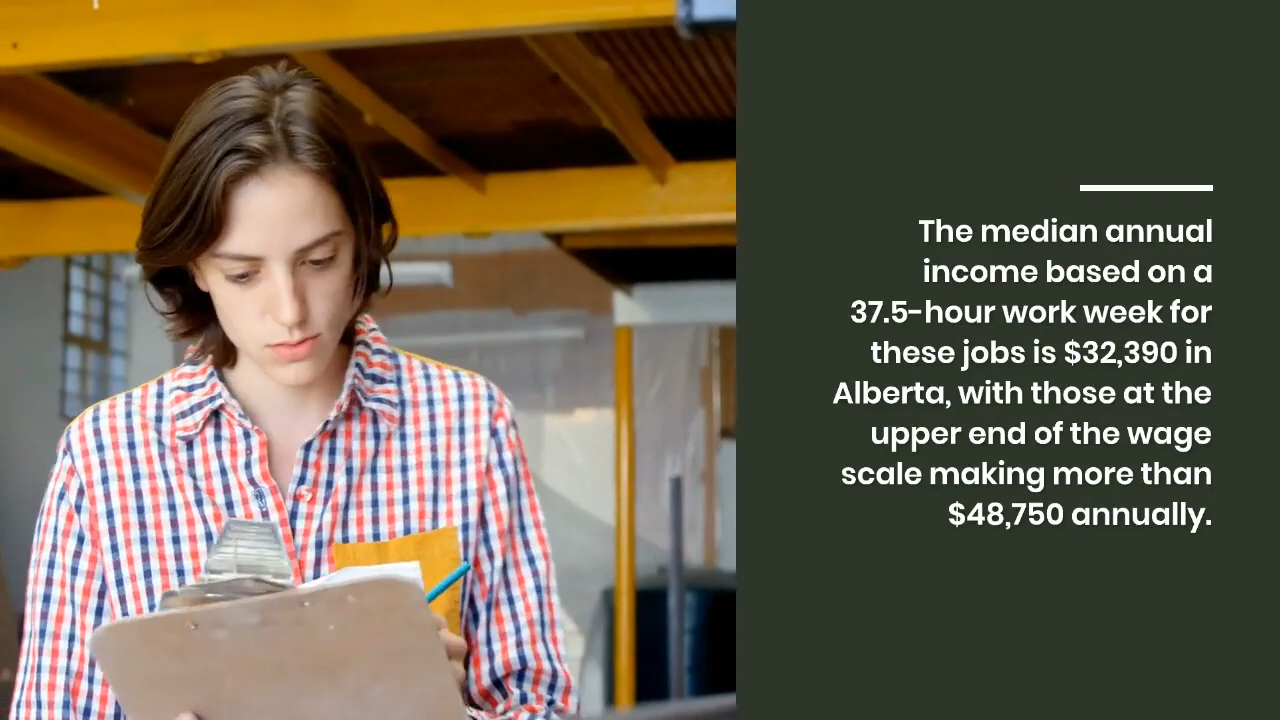 The median annual
income based on a
37.5-hour work week for
these jobs is $32,390 in
Alberta, with those at the
upper end of the wage
scale making more than
$48,750 annually.